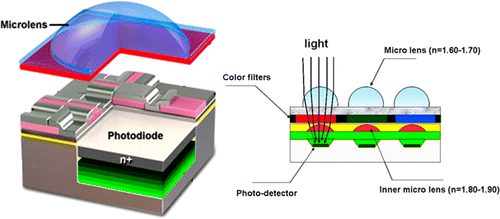 Microlens
Photodiode
n+
light
Micro lens (n=1.60-1.70)
Color filters
Photo-detector
Inner micro lens (n=1.80-1.90)